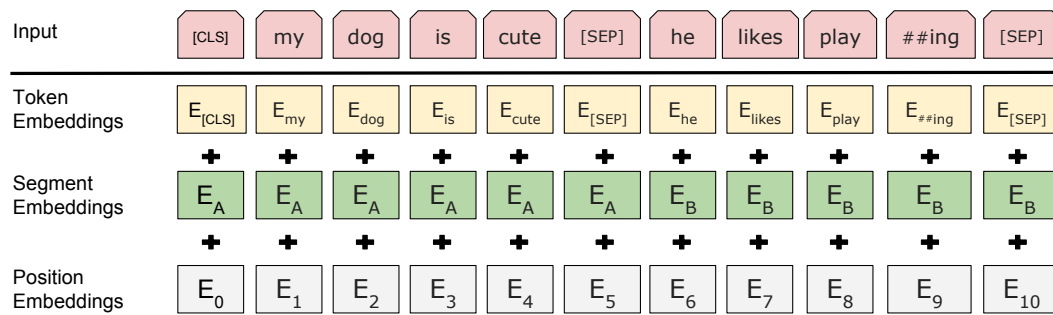 Input [CLS] my dog is cute [SEP] he likes play ##ing [SEP]
Token Embeddings E[CLS] Emy Edog Eis Ecute E[SEP] Ehe Elikes Eplay E##ing E[SEP]
+ + + + + + + + + + +
Segment Embeddings EA EA EA EA EA EA EB EB EB EB EB
+ + + + + + + + + + +
Position Embeddings E0 E1 E2 E3 E4 E5 E6 E7 E8 E9 E10